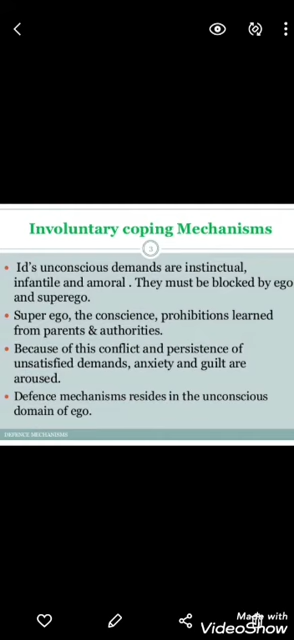 Involuntary coping Mechanisms
3
Id's unconscious demands are instinctual,
infantile and amoral . They must be blocked by ego
and superego.
Super ego, the conscience, prohibitions learned
from parents & authorities.
Because of this conflict and persistence of
unsatisfied demands, anxiety and guilt are
aroused.
Defence mechanisms resides in the unconscious
domain of ego.
DEFENCE MECHANISMS
Made with
VideoShow